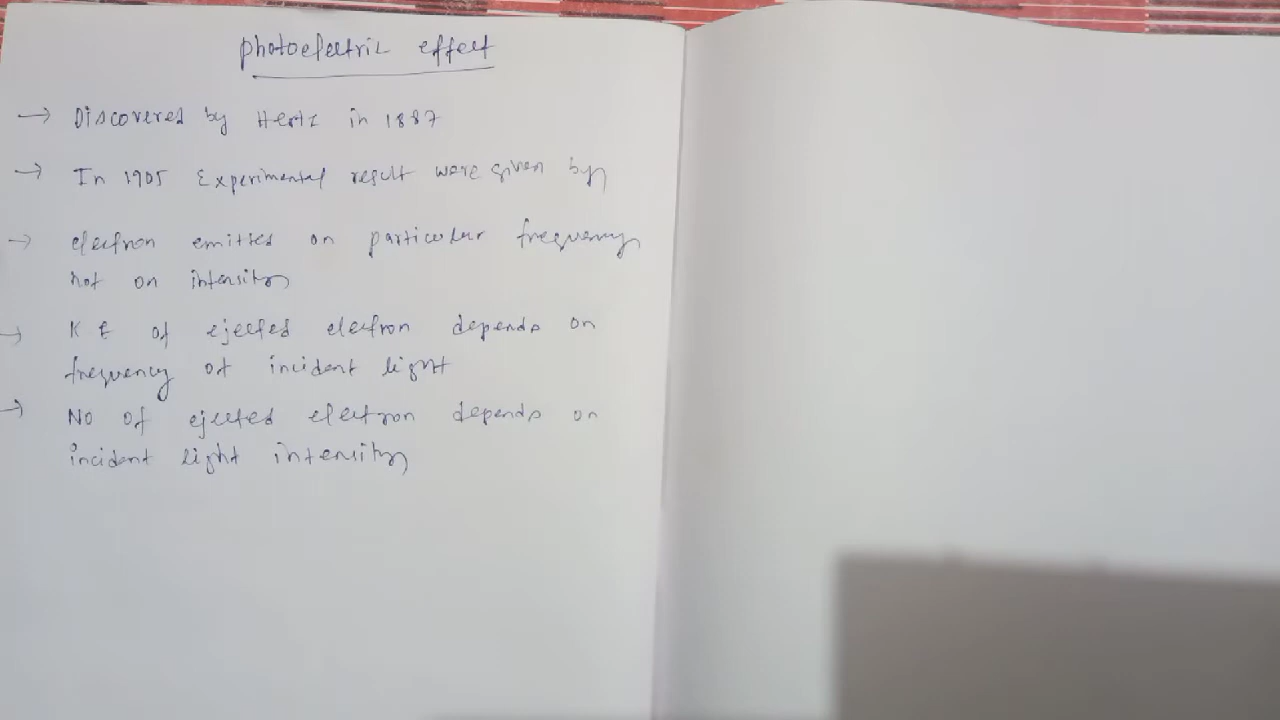 photoelectric effect
→ Discovered by Hertz in 1887
→ In 1905 Experimental result were given by
→ electron emitted on particular frequency
not on intensity
→ K E of ejected electron depends on
frequency of incident light
→ No of ejected electron depends on
incident light intensity